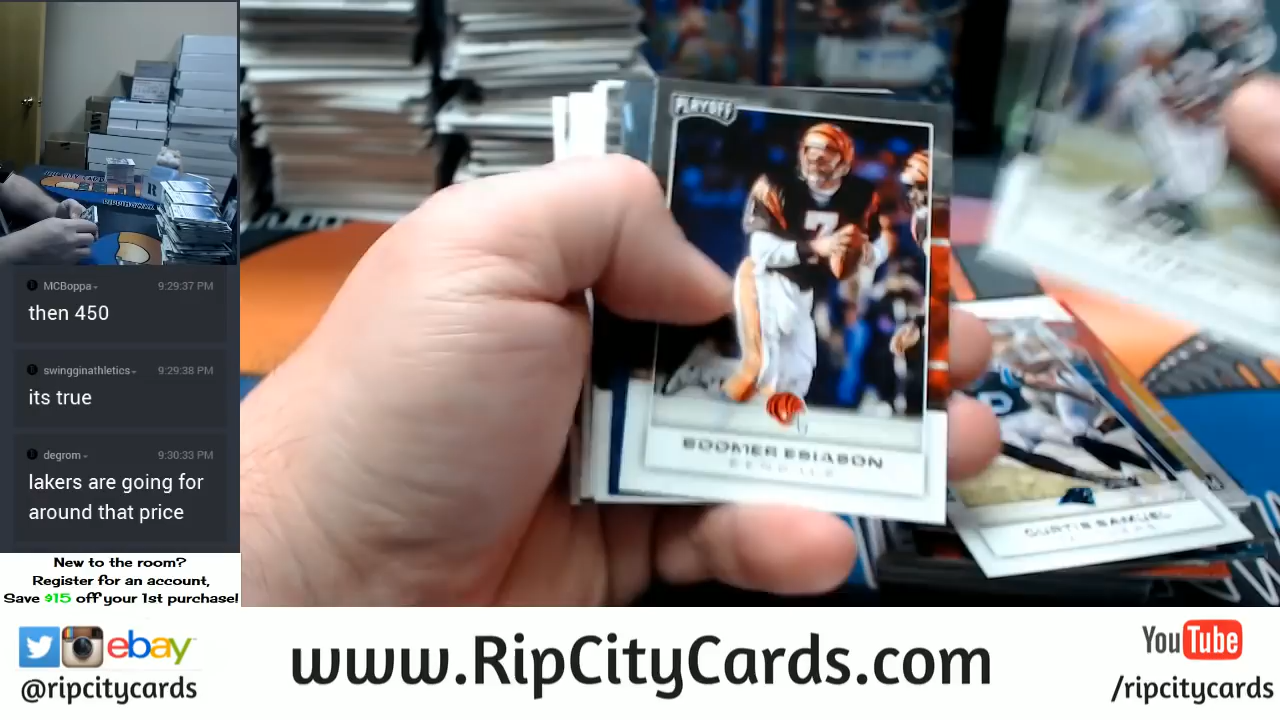 MCBoppa
9:29:37 PM
then 450
swingginathletics
9:29:38 PM
its true
degrom
9:30:33 PM
lakers are going for
around that price
New to the room?
Register for an account,
Save $15 off your 1st purchase!
PLAYOFF
7
BOOMER ESIASON
BENGALS
CURTIS SAMUEL
ebay
@ripcitycards
www.RipCityCards.com
YouTube
/ripcitycards